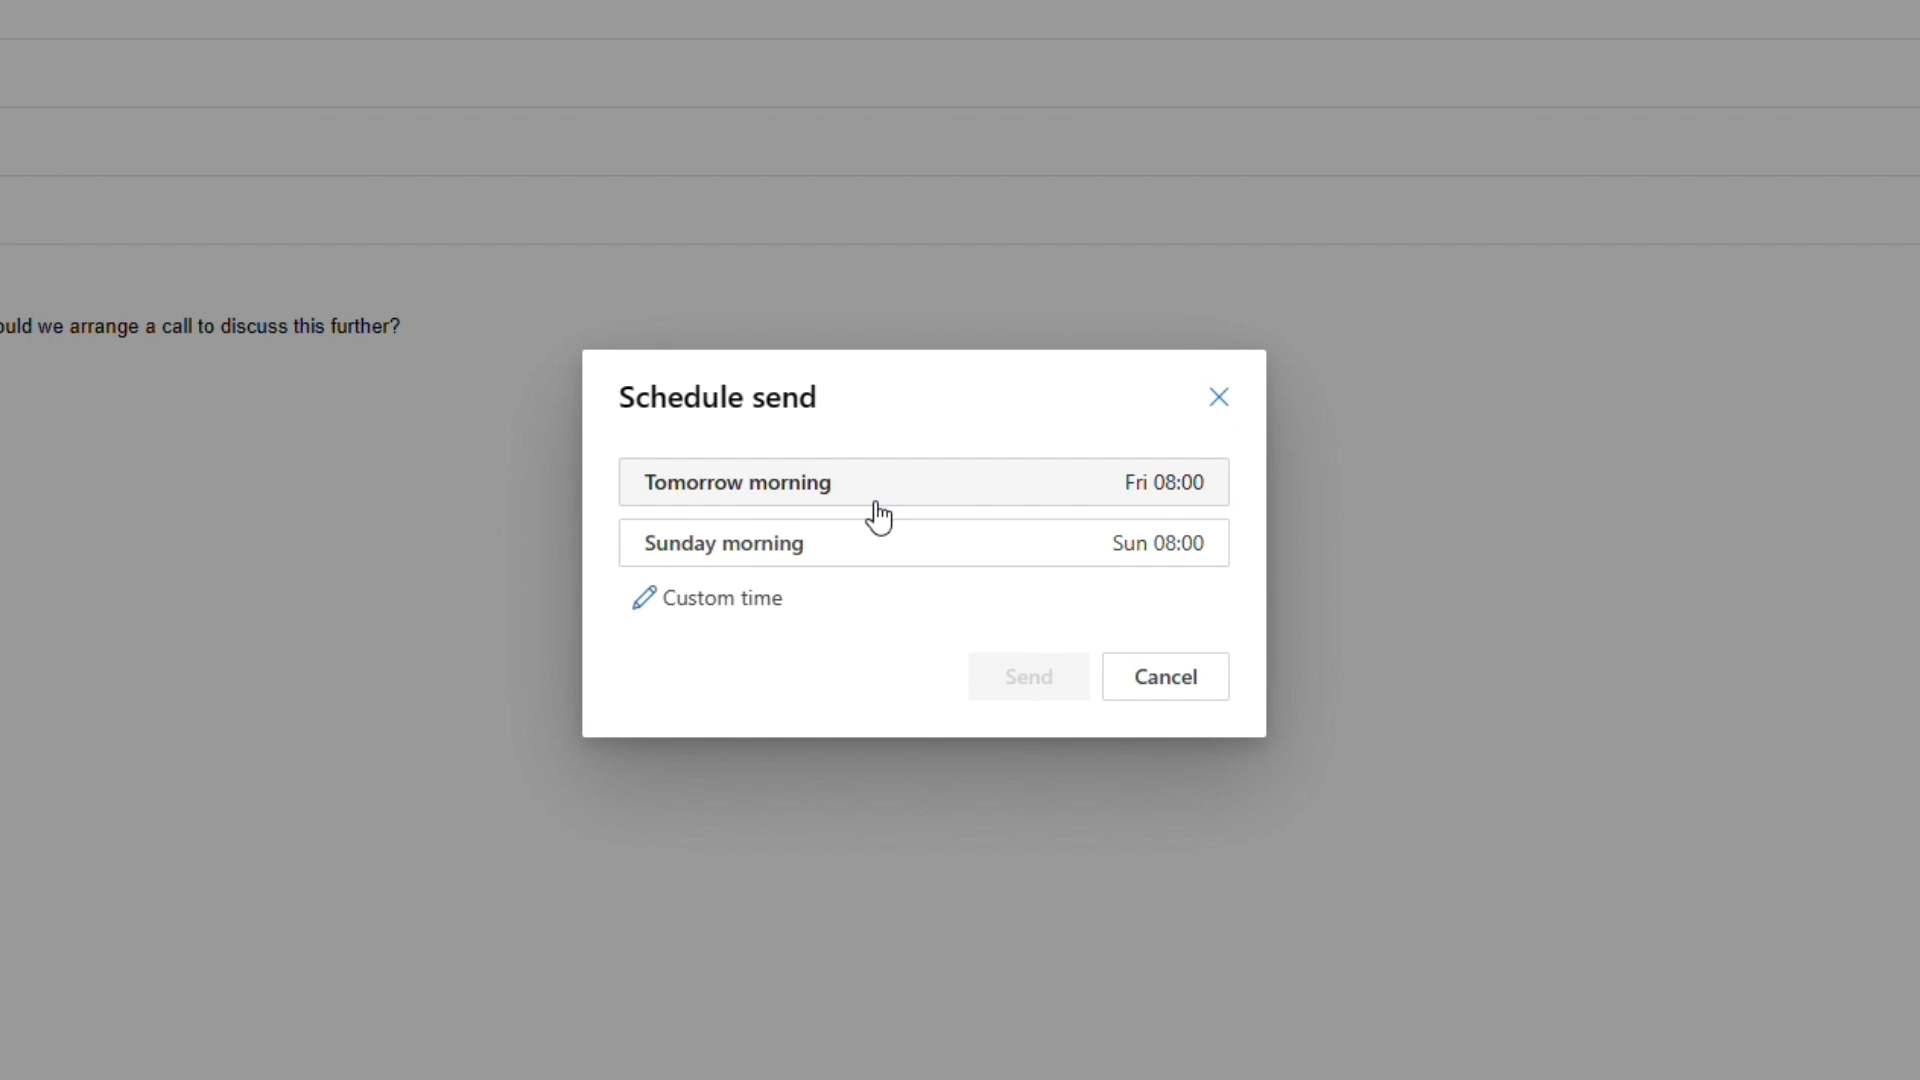 we arrange a call to discuss this further?
Schedule send
Tomorrow morning Fri 08:00
Sunday morning Sun 08:00
Custom time
Send Cancel